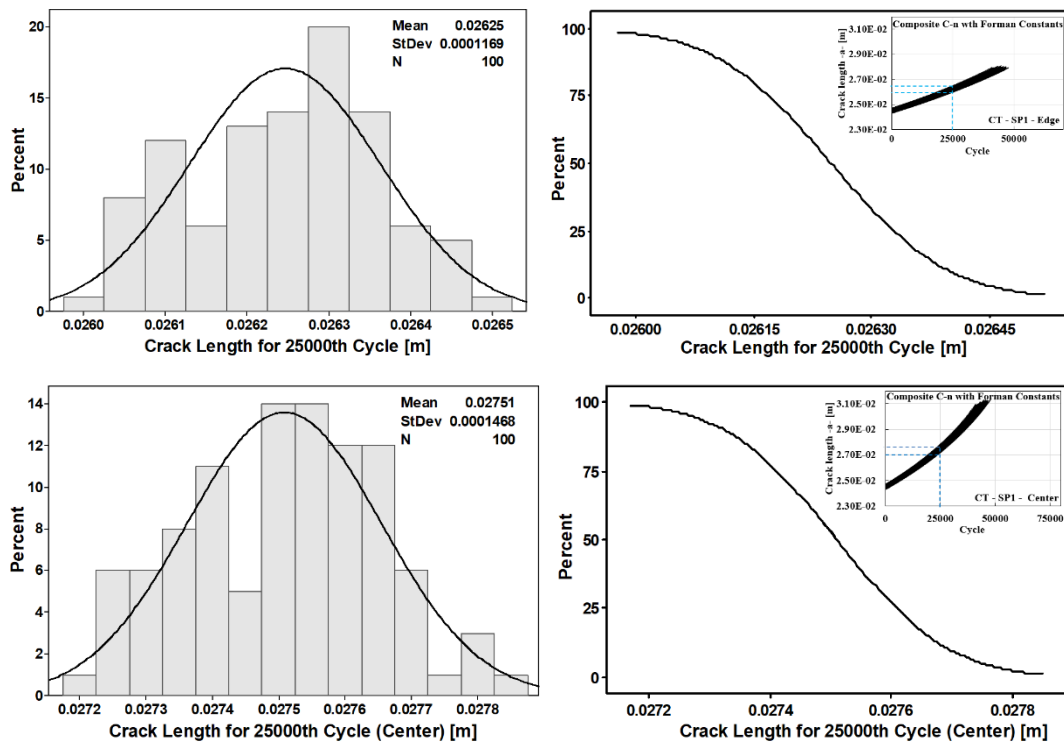 Mean 0.02625
StDev 0.0001169
N 100
20
15
10
5
0
Percent
0.0260 0.0261 0.0262 0.0263 0.0264 0.0265
Crack Length for 25000th Cycle [m]
100
75
50
25
0
Percent
0.02600 0.02615 0.02630 0.02645
Crack Length for 25000th Cycle [m]
Composite C-n wth Forman Constants
3.10E-02
2.90E-02
2.70E-02
2.50E-02
2.30E-02
Crack length -a- [m]
CT - SP1 - Edge
0 25000 50000
Cycle
Mean 0.02751
StDev 0.0001468
N 100
14
12
10
8
6
4
2
0
Percent
0.0272 0.0273 0.0274 0.0275 0.0276 0.0277 0.0278
Crack Length for 25000th Cycle (Center) [m]
100
75
50
25
0
Percent
0.0272 0.0274 0.0276 0.0278
Crack Length for 25000th Cycle (Center) [m]
Composite C-n with Forman Constants
3.10E-02
2.90E-02
2.70E-02
2.50E-02
2.30E-02
Crack length -a- [m]
CT - SP1 - Center
0 25000 50000 75000
Cycle